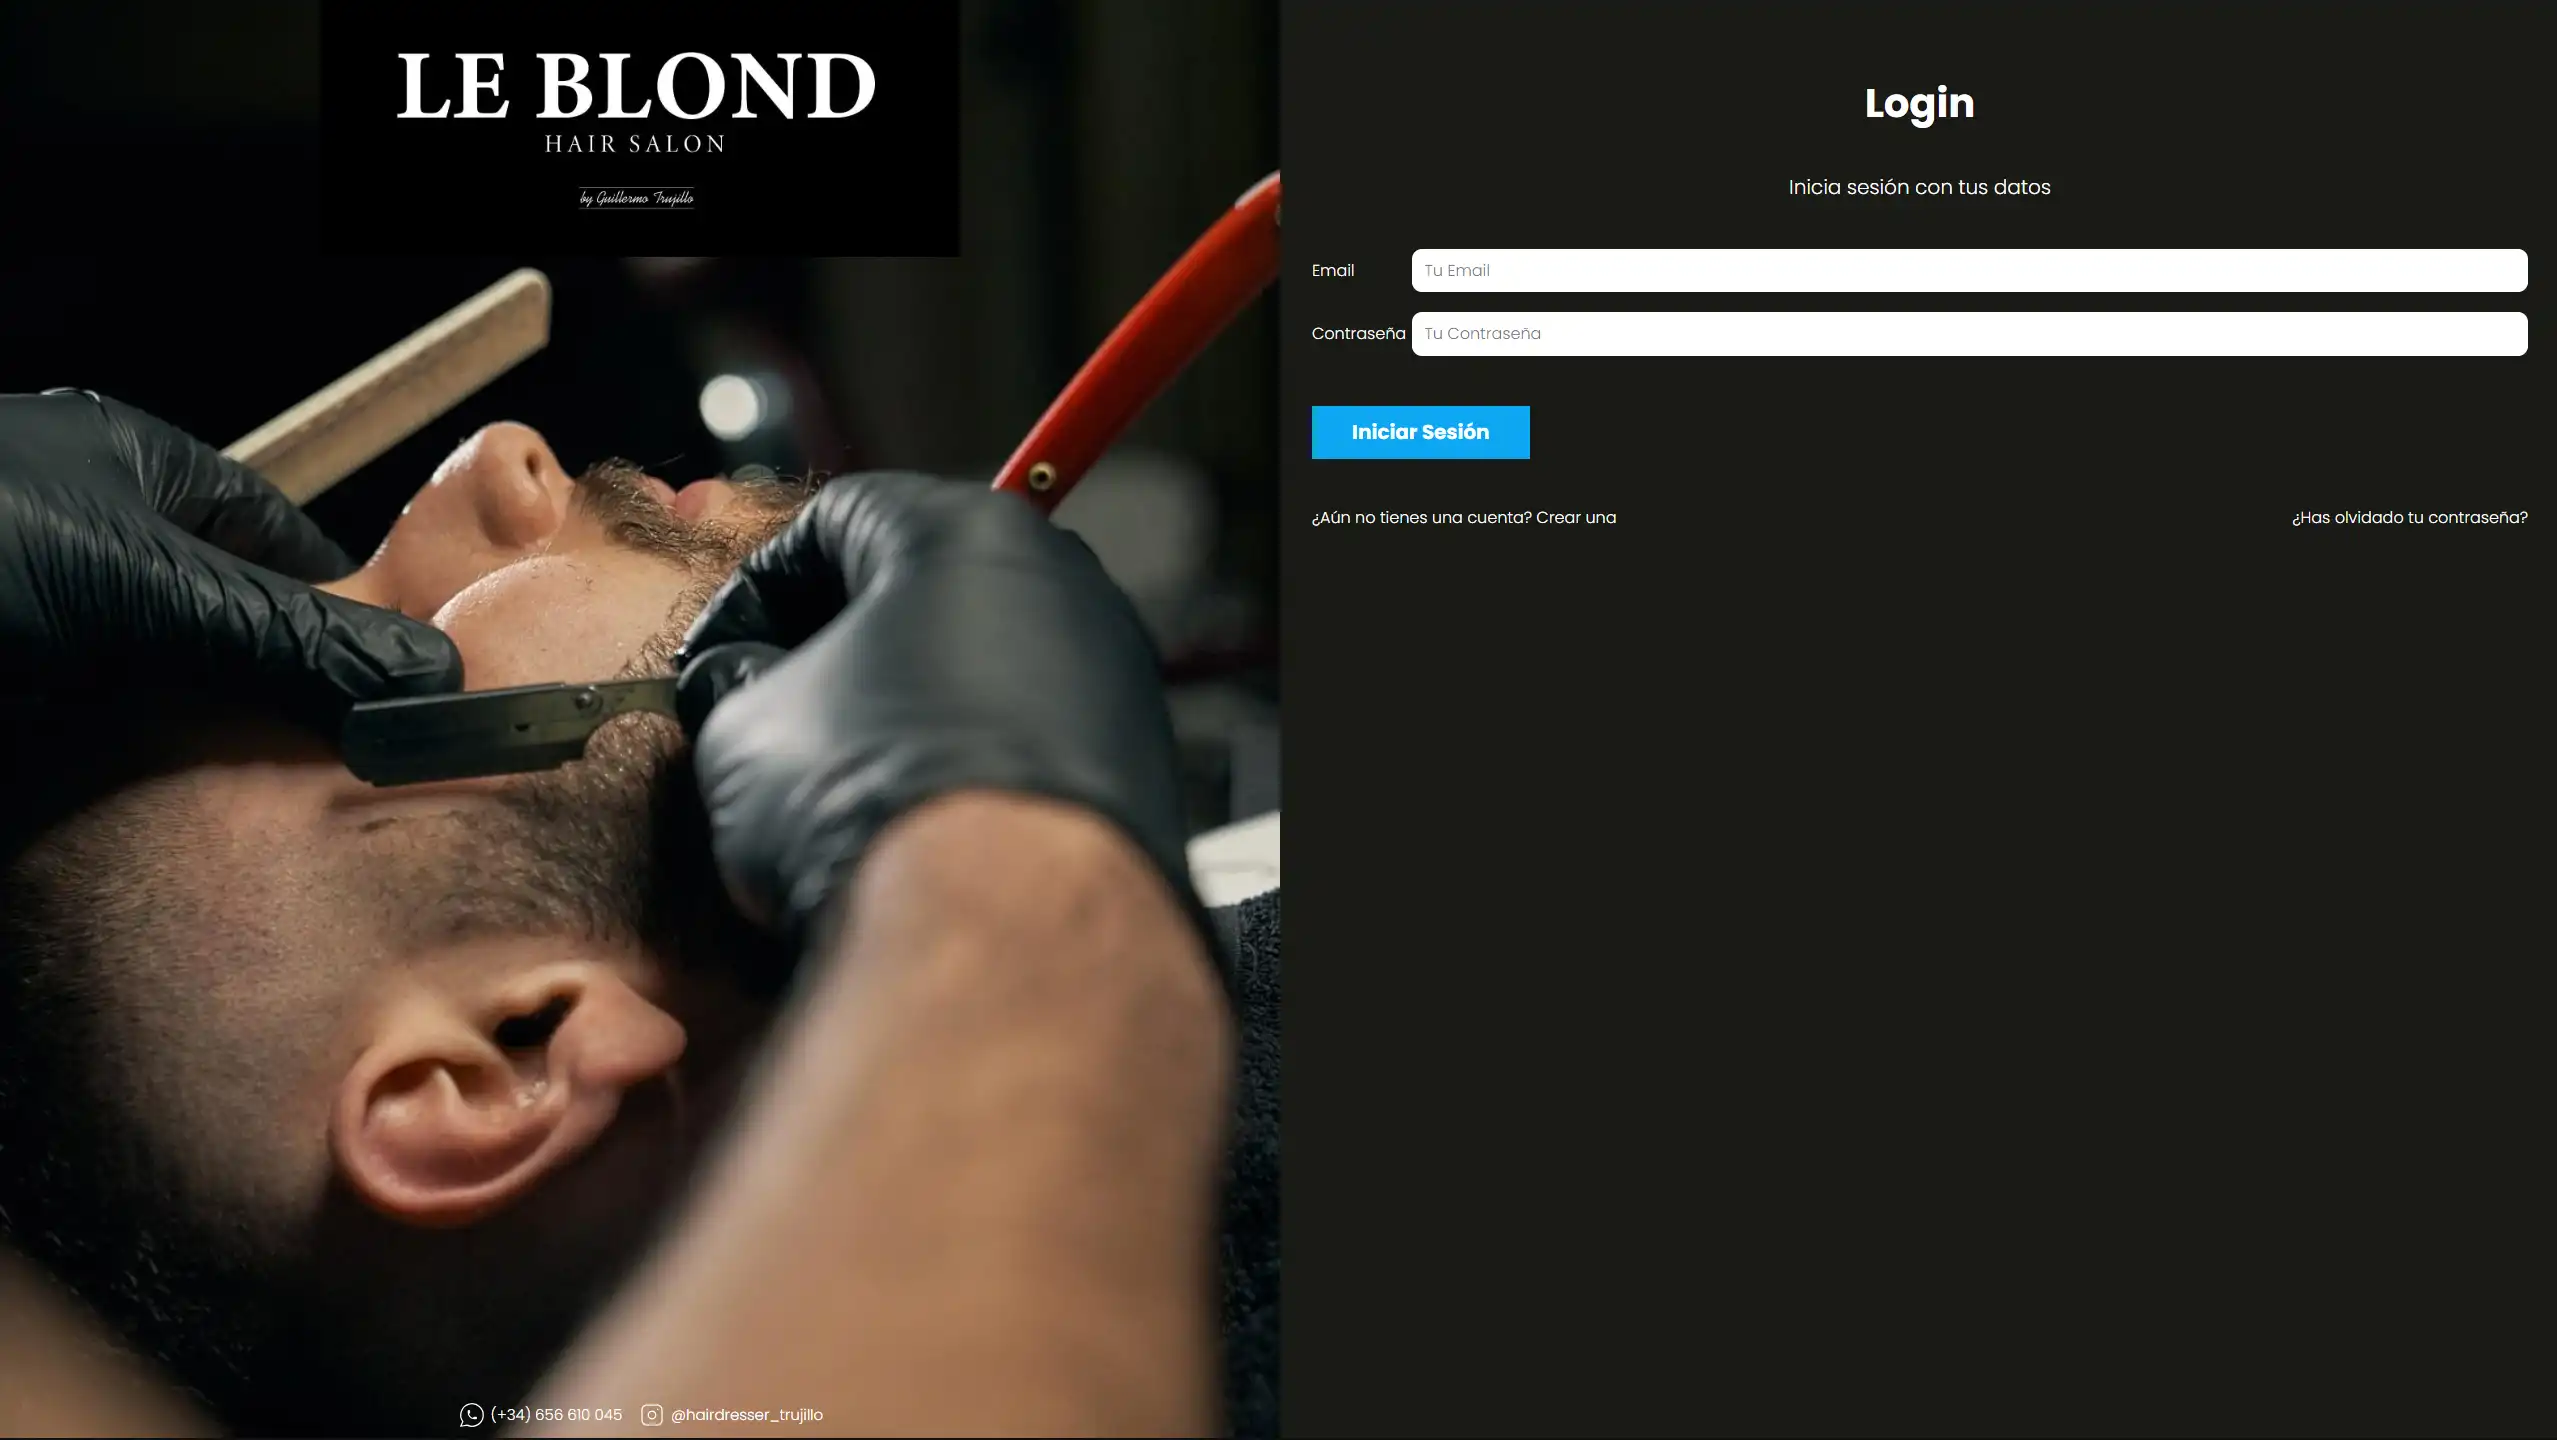 LE BLOND
HAIR SALON
by Guillermo Trujillo
(+34) 656 610 045
@hairdresser_trujillo
Login
Inicia sesión con tus datos
Email
Tu Email
Contraseña
Tu Contraseña
Iniciar Sesión
¿Aún no tienes una cuenta? Crear una
¿Has olvidado tu contraseña?